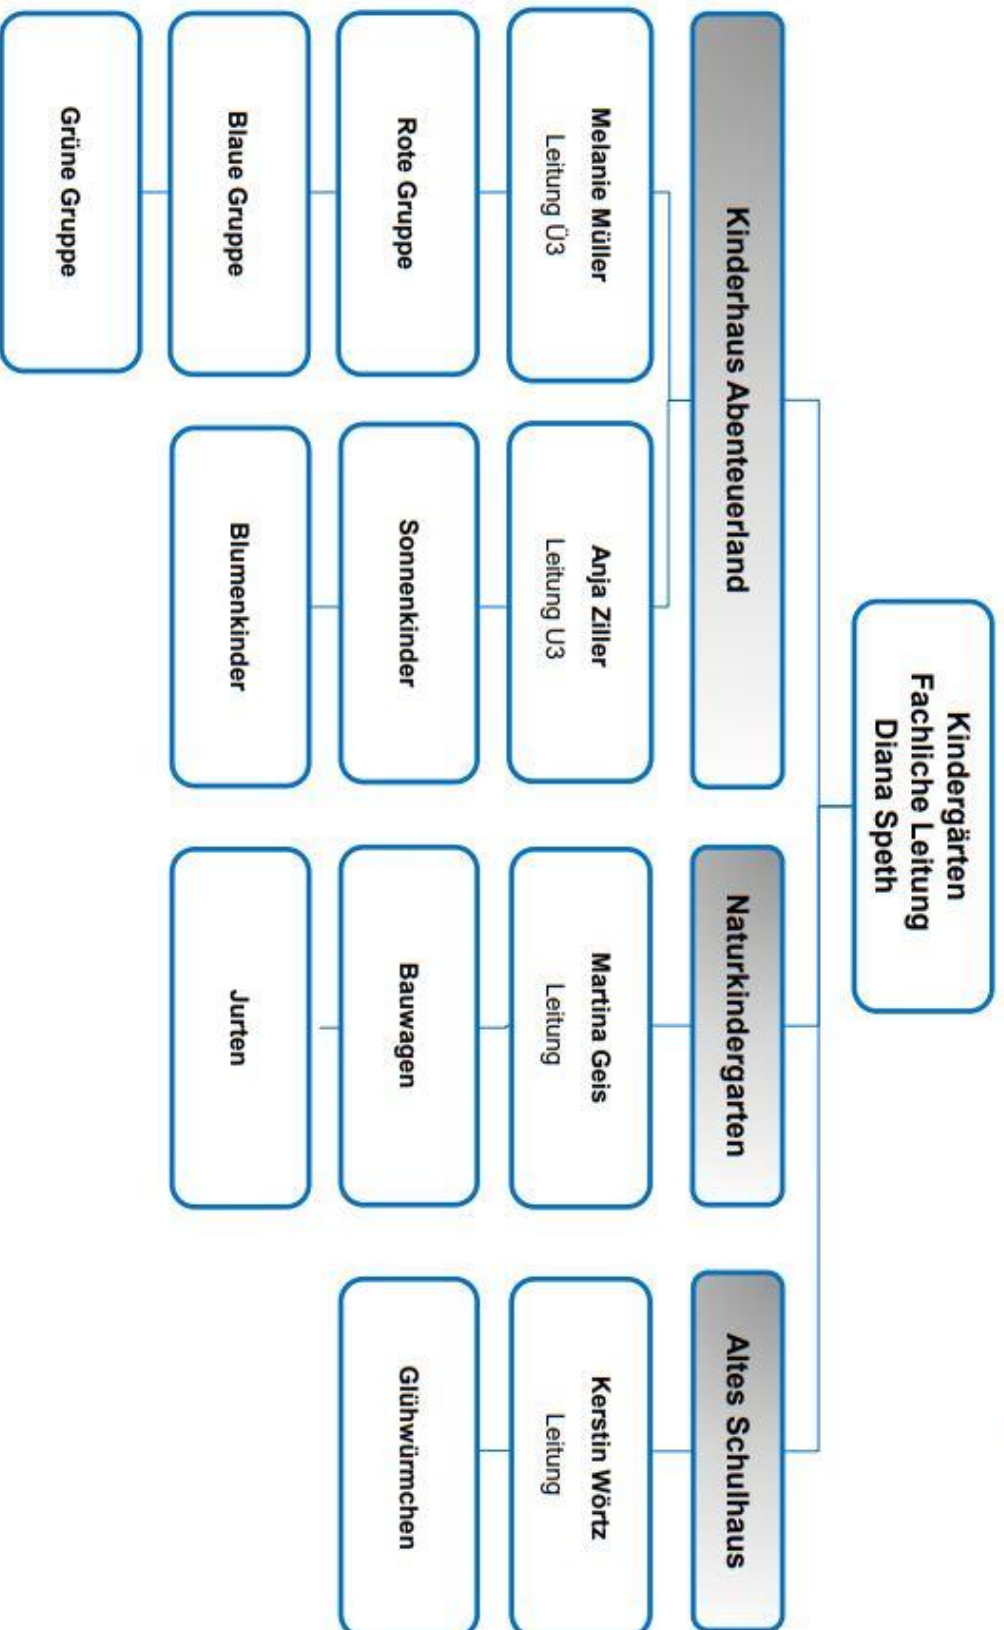 Kindergärten
Fachliche Leitung
Diana Speth
Kinderhaus Abenteuerland
Naturkindergarten
Altes Schulhaus
Melanie Müller
Leitung Ü3
Anja Ziller
Leitung U3
Martina Geis
Leitung
Kerstin Wörtz
Leitung
Rote Gruppe
Sonnenkinder
Bauwagen
Glühwürmchen
Blaue Gruppe
Blumenkinder
Jurten
Grüne Gruppe